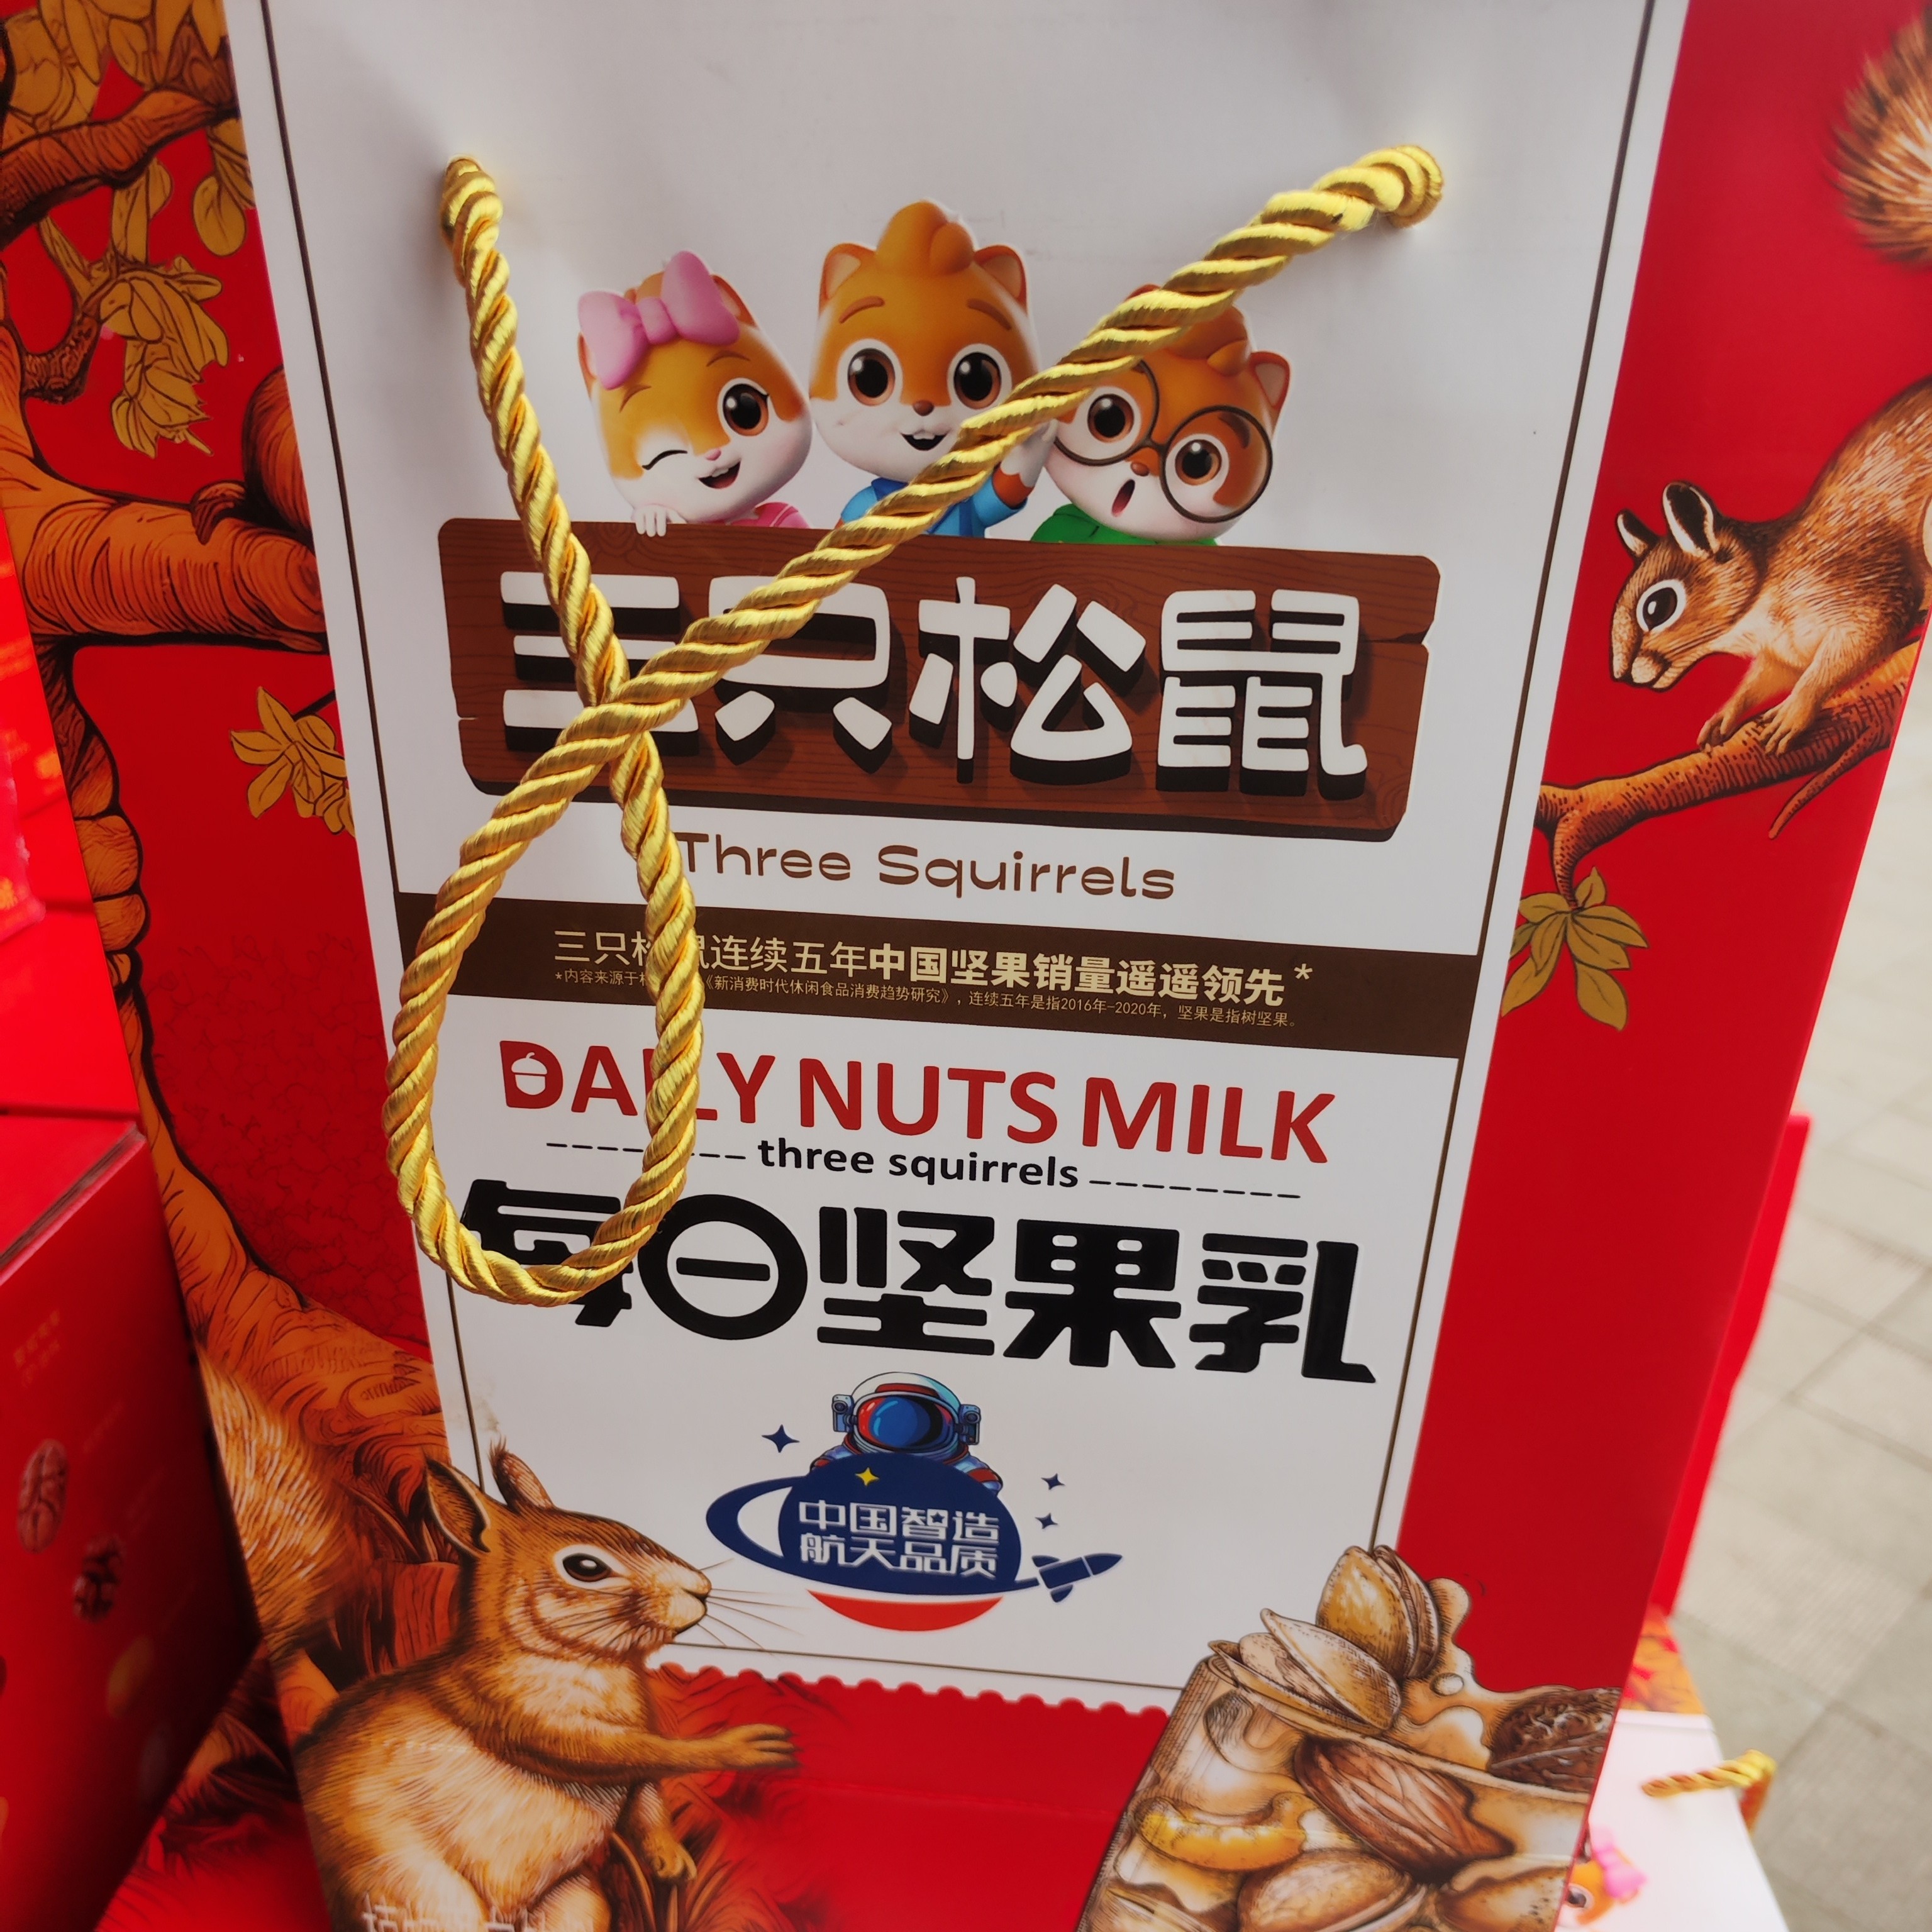 三只松鼠
Three Squirrels
三只松鼠连续五年中国坚果销量遥遥领先*
*内容来源于《新消费时代休闲食品消费趋势研究》，连续五年是指2016年-2020年，坚果是指树坚果。
DAILY NUTS MILK
three squirrels
每日坚果乳
中国智造
航天品质